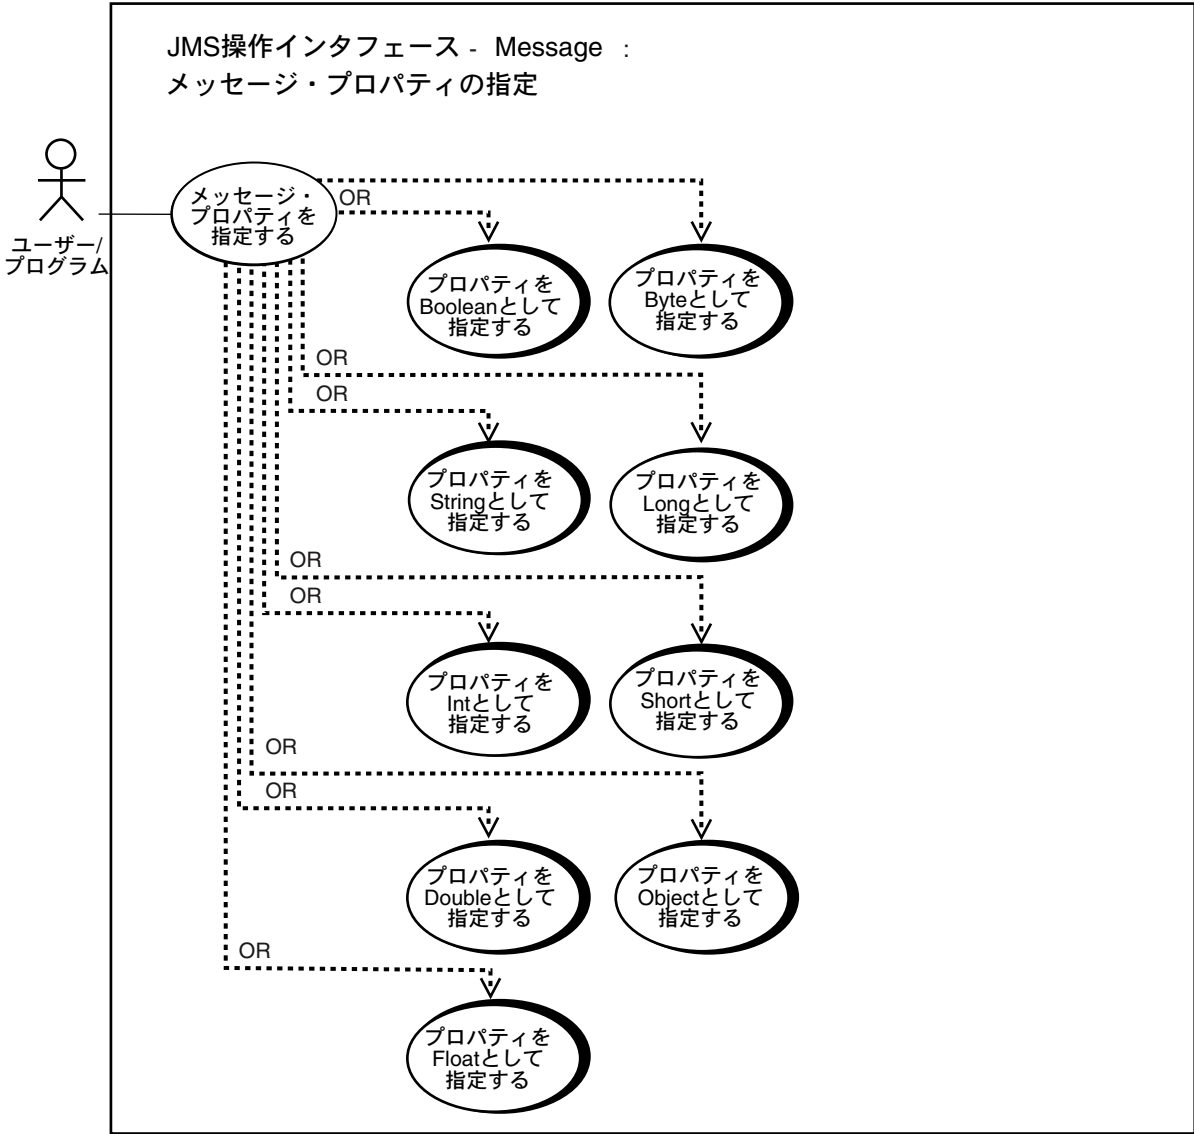 JMS操作インタフェース - Message :
メッセージ・プロパティの指定
ユーザー/
プログラム
メッセージ・
プロパティを
指定する
OR
プロパティを
Booleanとして
指定する
プロパティを
Byteとして
指定する
OR
OR
プロパティを
Stringとして
指定する
プロパティを
Longとして
指定する
OR
OR
プロパティを
Intとして
指定する
プロパティを
Shortとして
指定する
OR
OR
プロパティを
Doubleとして
指定する
プロパティを
Objectとして
指定する
OR
プロパティを
Floatとして
指定する